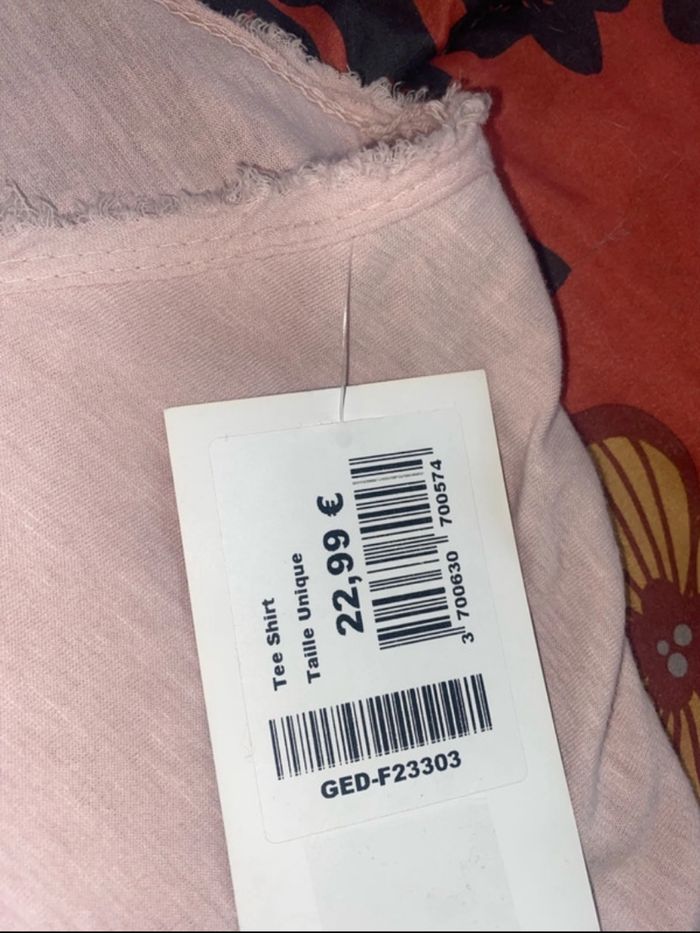 Tee Shirt
Taille Unique
22,99 €
3 700630 700574
GED-F23303